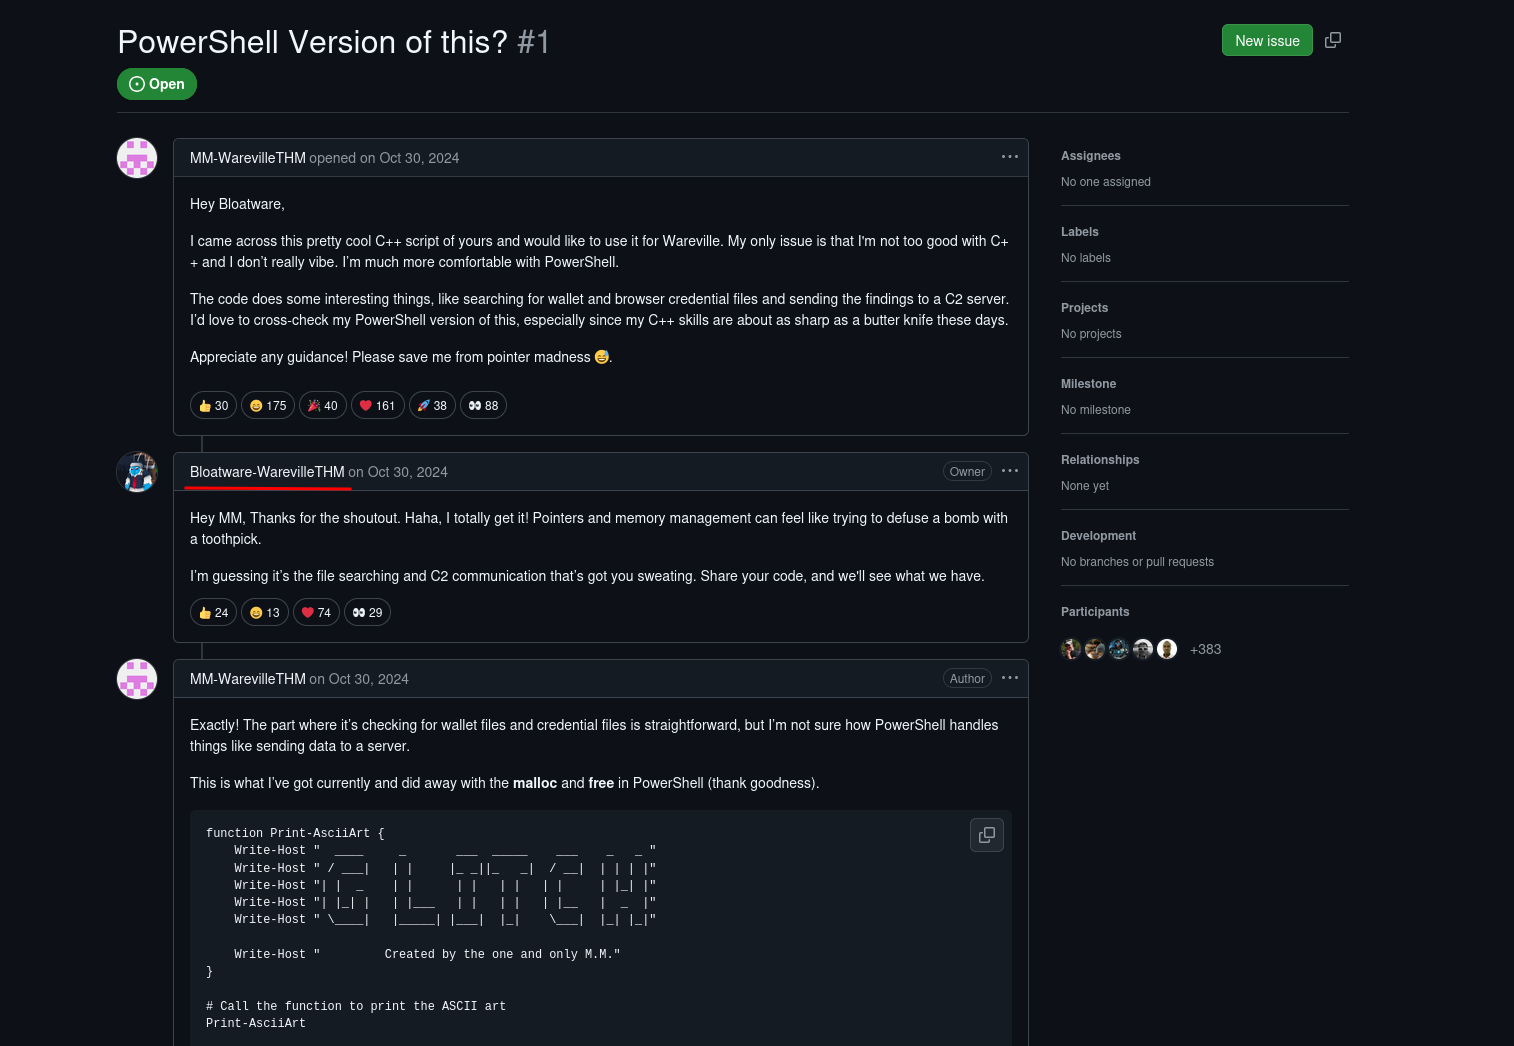 PowerShell Version of this? #1
New issue
Open
MM-WarevilleTHM opened on Oct 30, 2024
Hey Bloatware,
I came across this pretty cool C++ script of yours and would like to use it for Wareville. My only issue is that I'm not too good with C+
+ and I don't really vibe. I'm much more comfortable with PowerShell.
The code does some interesting things, like searching for wallet and browser credential files and sending the findings to a C2 server.
I'd love to cross-check my PowerShell version of this, especially since my C++ skills are about as sharp as a butter knife these days.
Appreciate any guidance! Please save me from pointer madness 😅.
👍 30 😄 175 🎉 40 ❤️ 161 🚀 38 👀 88
Bloatware-WarevilleTHM on Oct 30, 2024
Owner
Hey MM, Thanks for the shoutout. Haha, I totally get it! Pointers and memory management can feel like trying to defuse a bomb with
a toothpick.
I'm guessing it's the file searching and C2 communication that's got you sweating. Share your code, and we'll see what we have.
👍 24 😄 13 ❤️ 74 👀 29
MM-WarevilleTHM on Oct 30, 2024
Author
Exactly! The part where it's checking for wallet files and credential files is straightforward, but I'm not sure how PowerShell handles
things like sending data to a server.
This is what I've got currently and did away with the malloc and free in PowerShell (thank goodness).
function Print-AsciiArt {
    Write-Host "  ____     _       ___  _____    ___    _   _ "
    Write-Host " / ___|   | |     |_ _||_   _|  / __|  | | | |"
    Write-Host "| |  _    | |      | |   | |   | |     | |_| |"
    Write-Host "| |_| |   | |___   | |   | |   | |__   |  _  |"
    Write-Host " \____|   |_____| |___|  |_|    \___|  |_| |_|"
    Write-Host "         Created by the one and only M.M."
}
# Call the function to print the ASCII art
Print-AsciiArt
Assignees
No one assigned
Labels
No labels
Projects
No projects
Milestone
No milestone
Relationships
None yet
Development
No branches or pull requests
Participants
+383